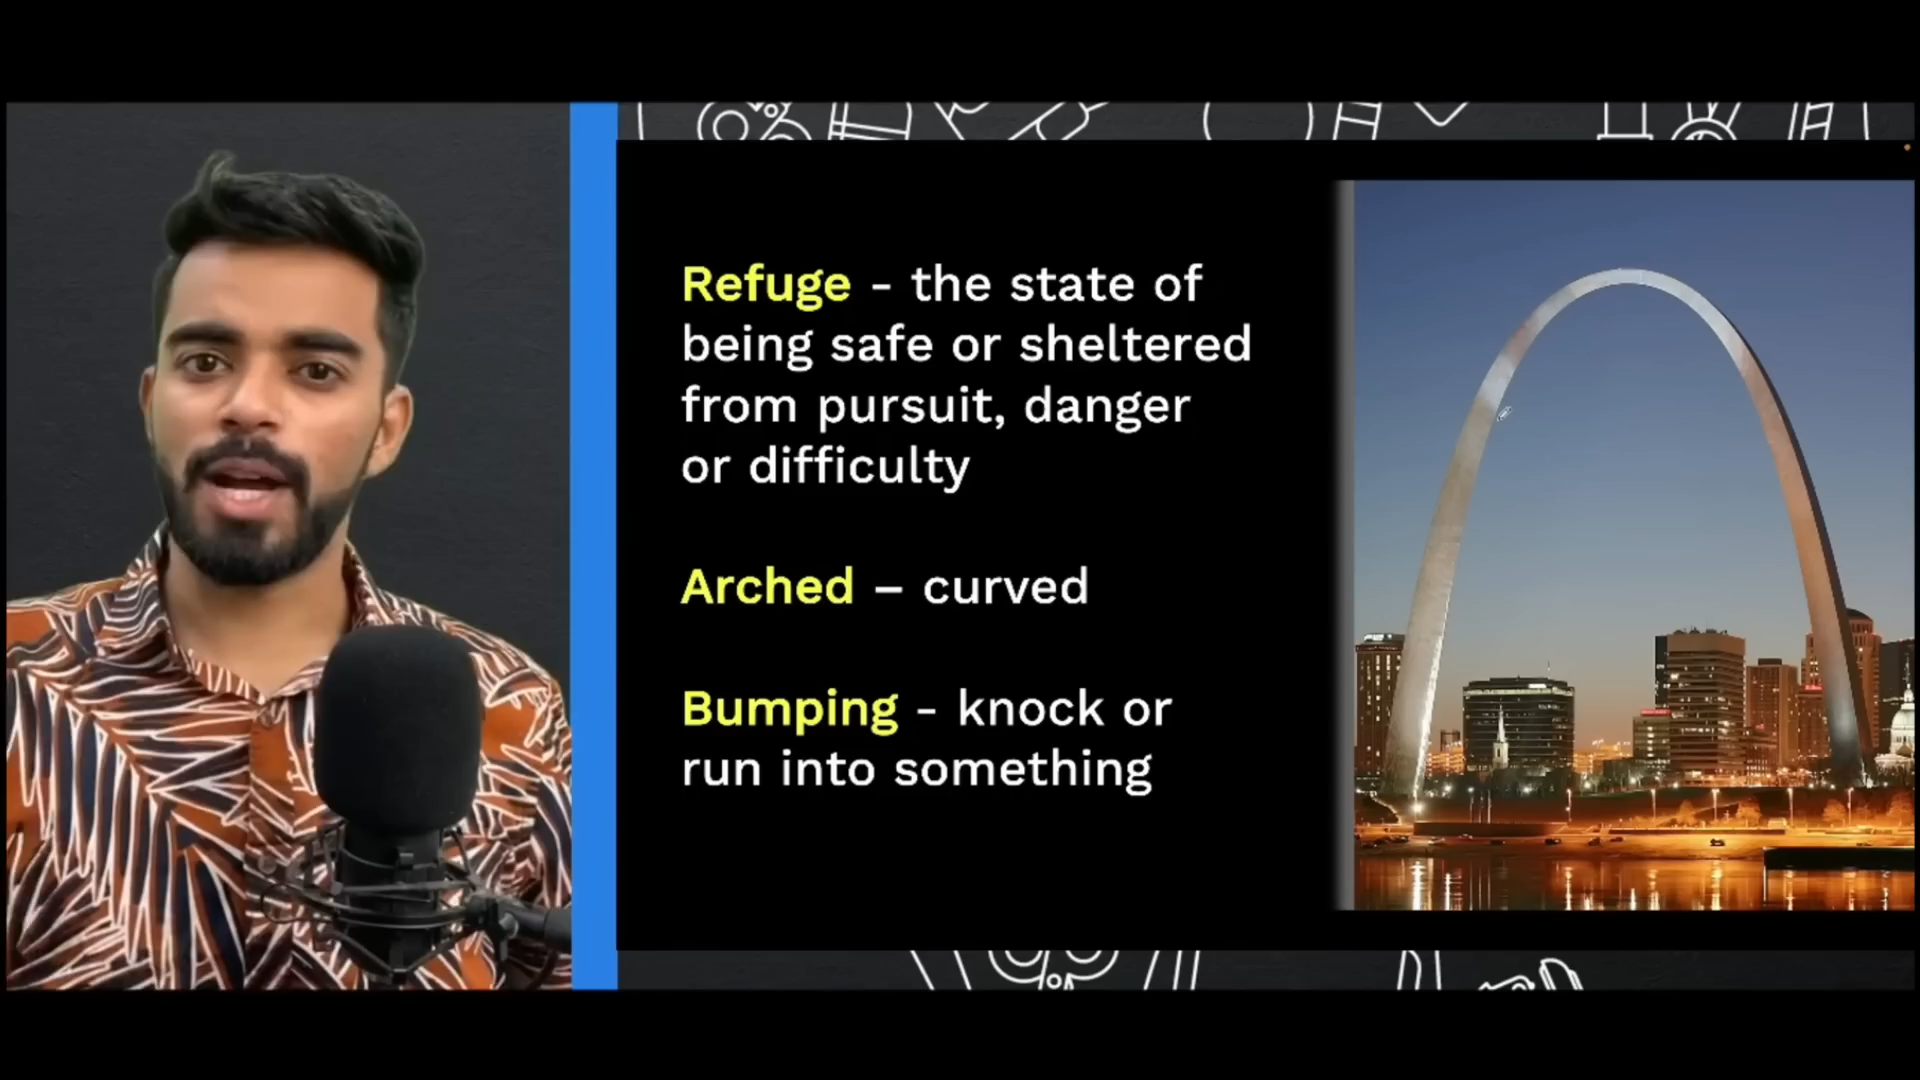 Refuge - the state of
being safe or sheltered
from pursuit, danger
or difficulty
Arched – curved
Bumping - knock or
run into something